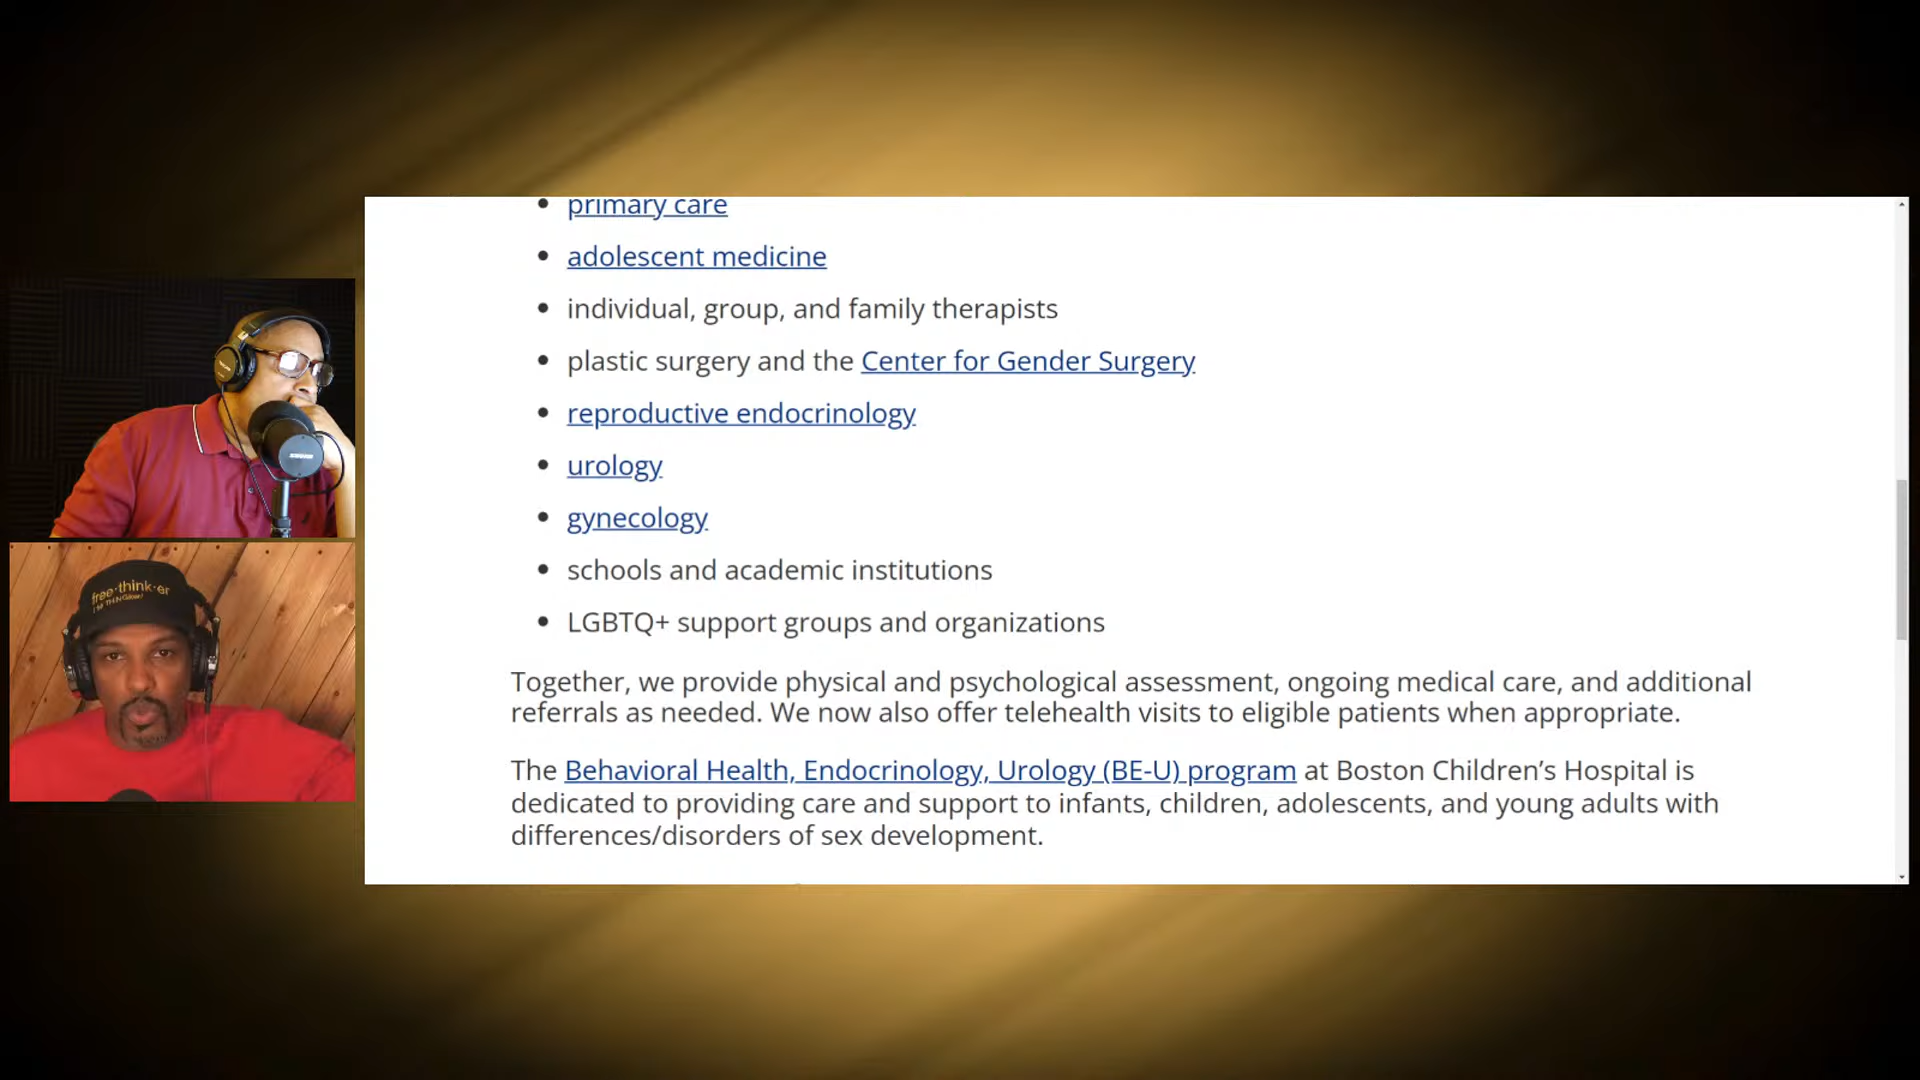 primary care
adolescent medicine
individual, group, and family therapists
plastic surgery and the Center for Gender Surgery
reproductive endocrinology
urology
gynecology
schools and academic institutions
LGBTQ+ support groups and organizations
Together, we provide physical and psychological assessment, ongoing medical care, and additional
referrals as needed. We now also offer telehealth visits to eligible patients when appropriate.
The Behavioral Health, Endocrinology, Urology (BE-U) program at Boston Children's Hospital is
dedicated to providing care and support to infants, children, adolescents, and young adults with
differences/disorders of sex development.
SHURE
free·think·er